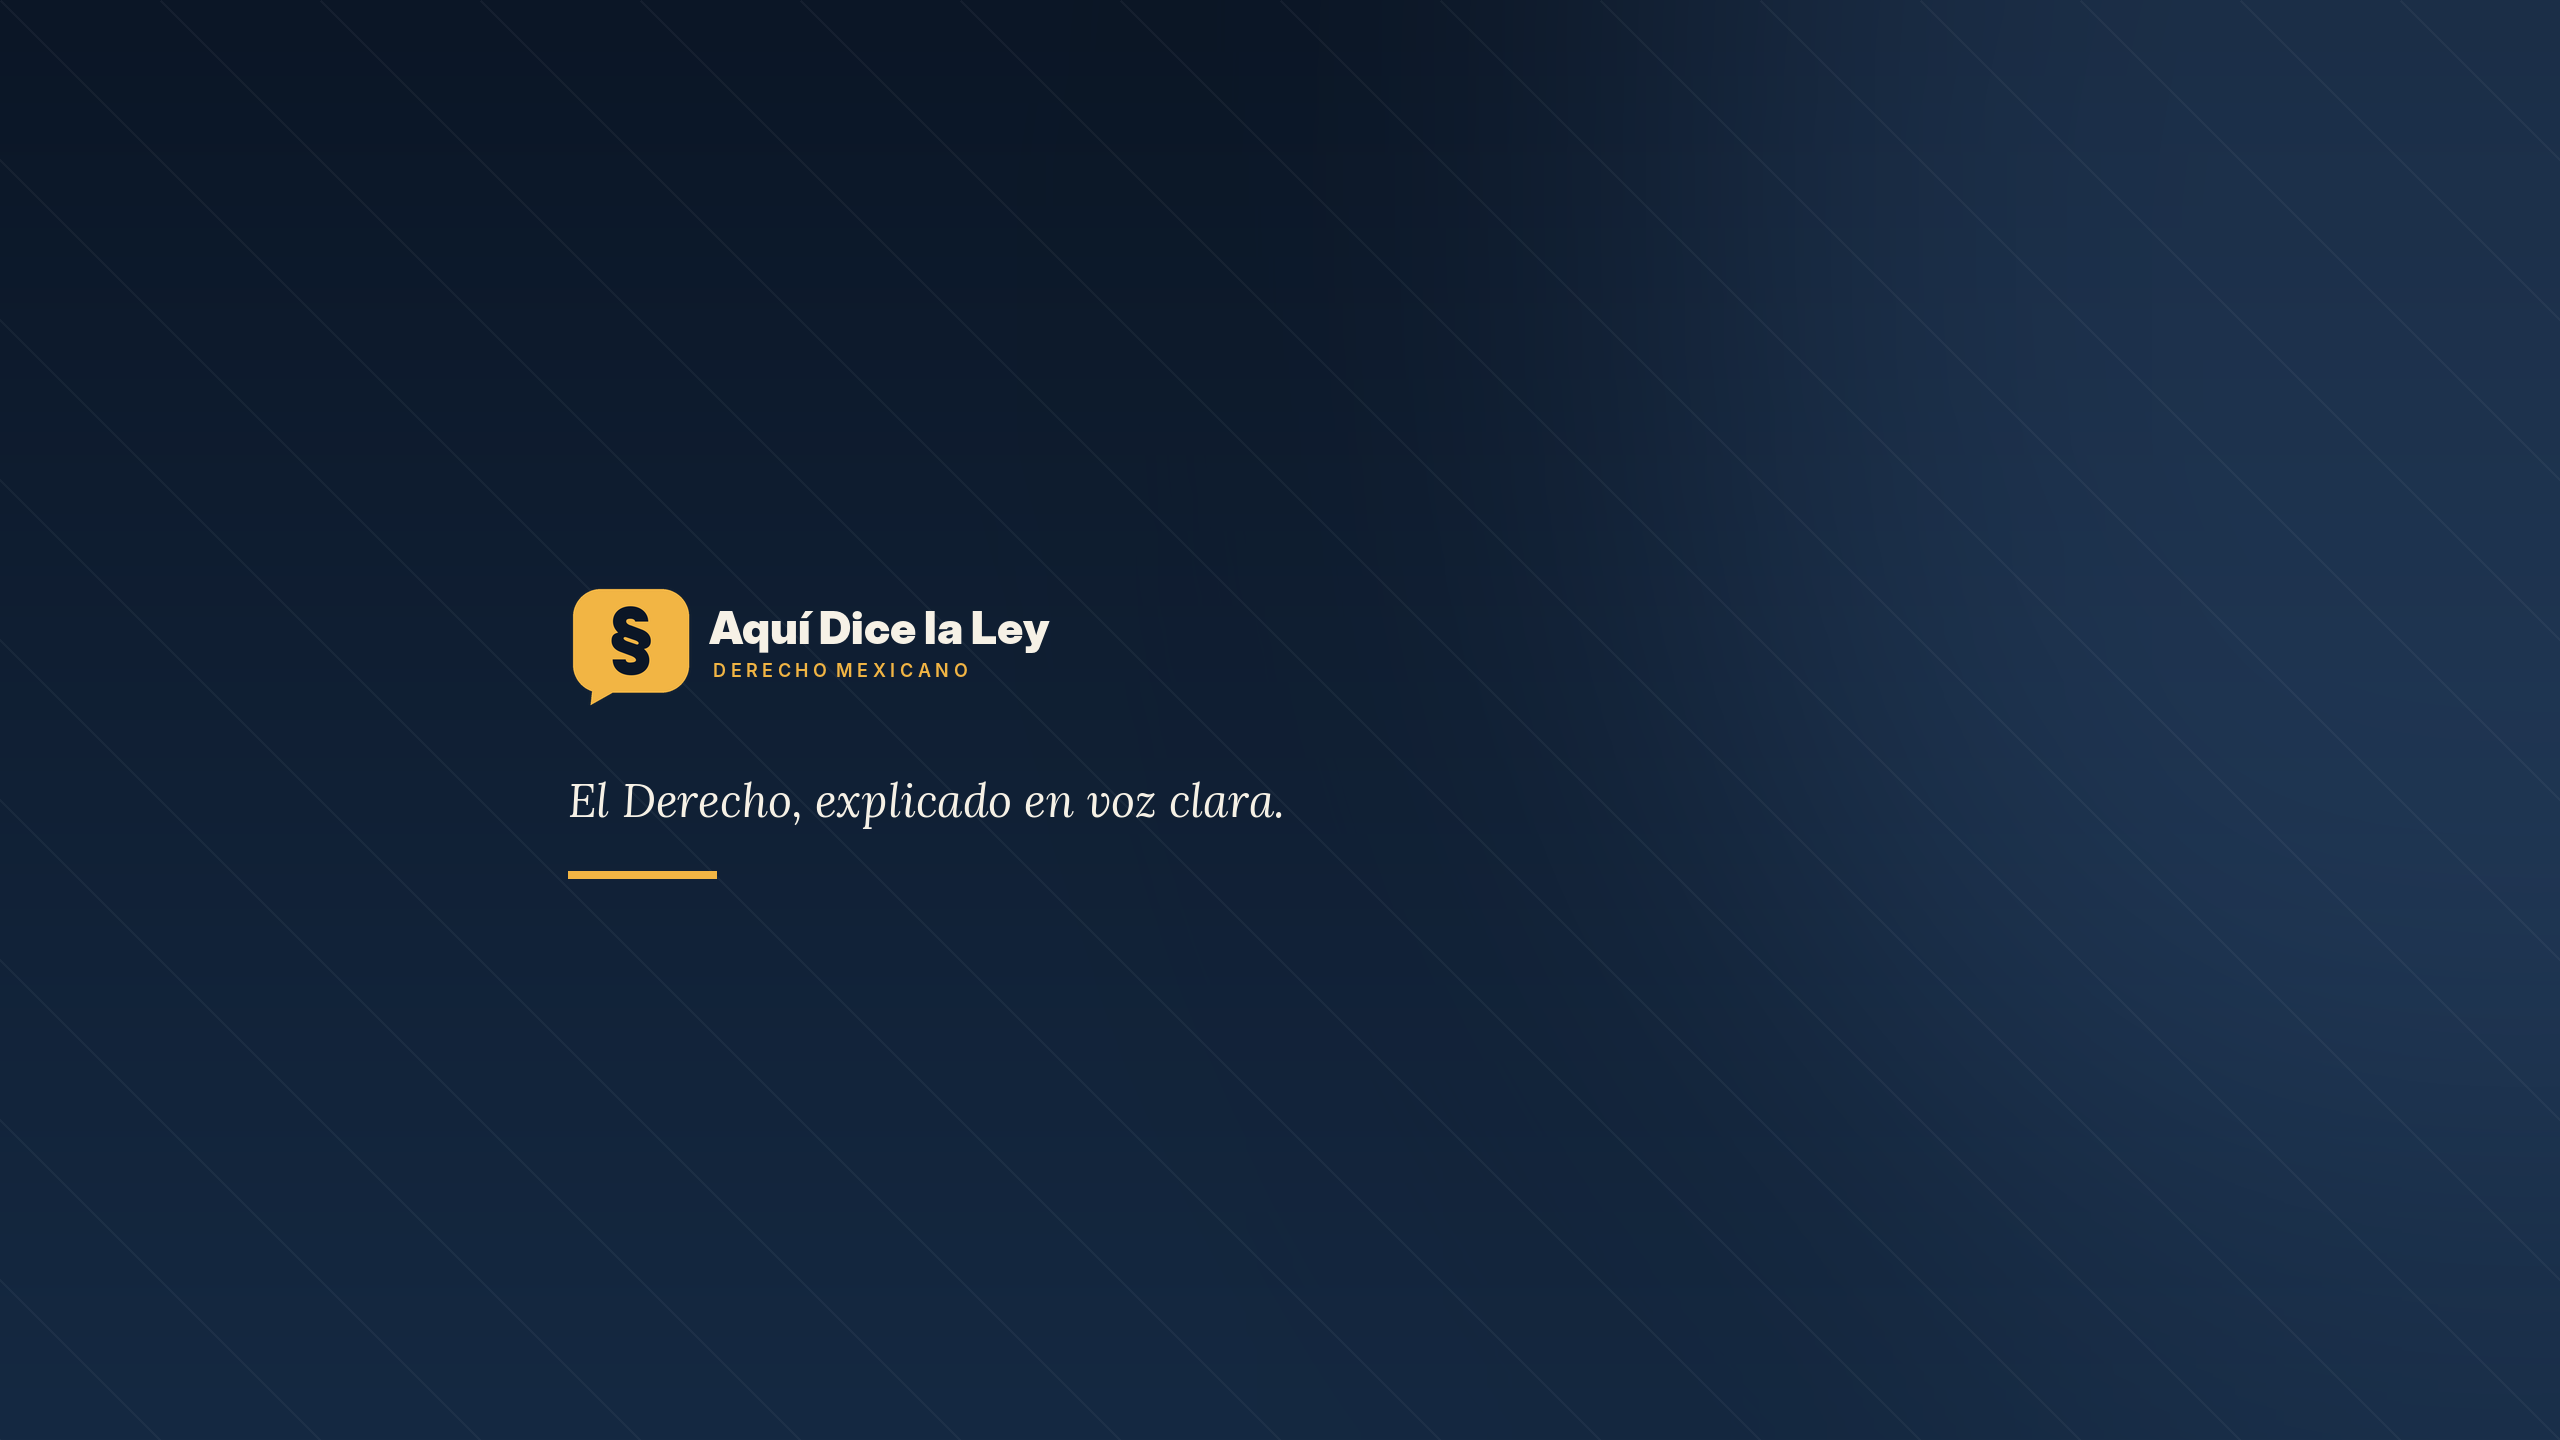 §
Aquí Dice la Ley
DERECHO MEXICANO
El Derecho, explicado en voz clara.